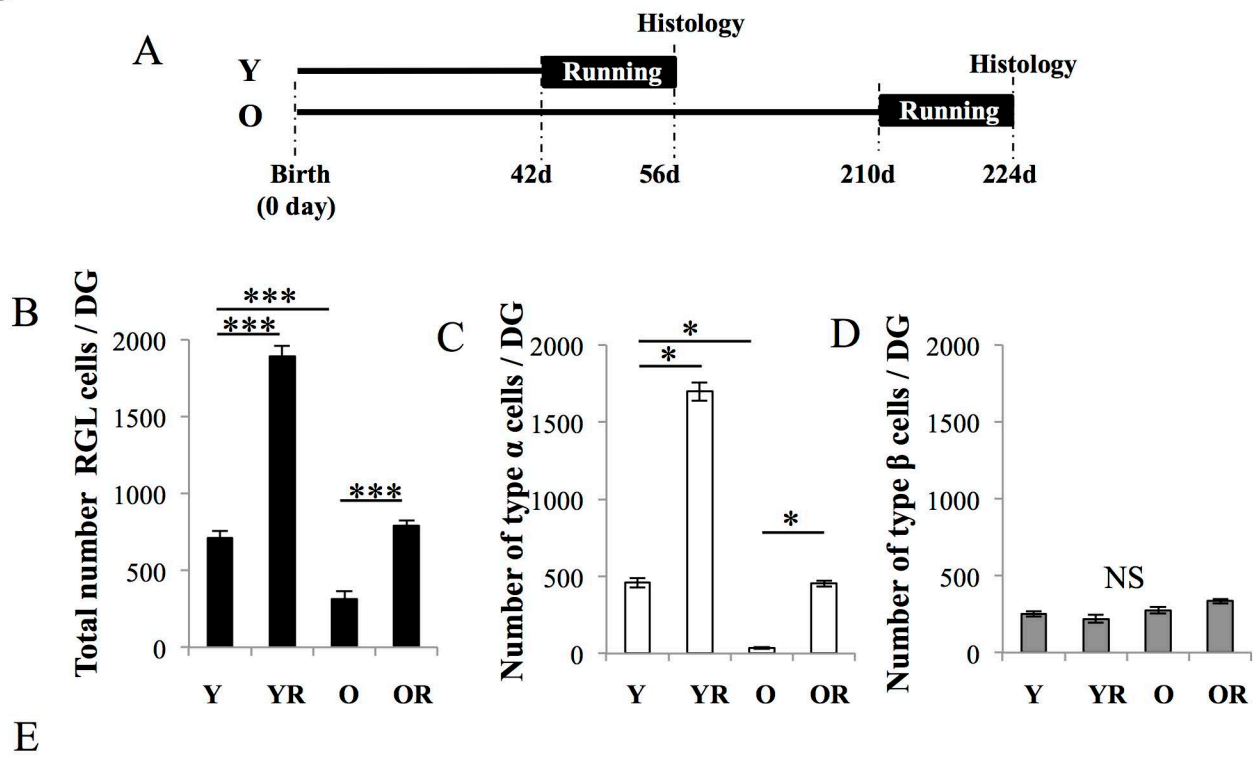 A
Histology
Y
Running
Histology
O
Running
Birth
(0 day)
42d
56d
210d
224d
B
Total number RGL cells / DG
2000
1500
1000
500
0
***
***
***
Y YR O OR
C
Number of type α cells / DG
2000
1500
1000
500
0
*
*
*
Y YR O OR
D
Number of type β cells / DG
2000
1500
1000
500
0
NS
Y YR O OR
E